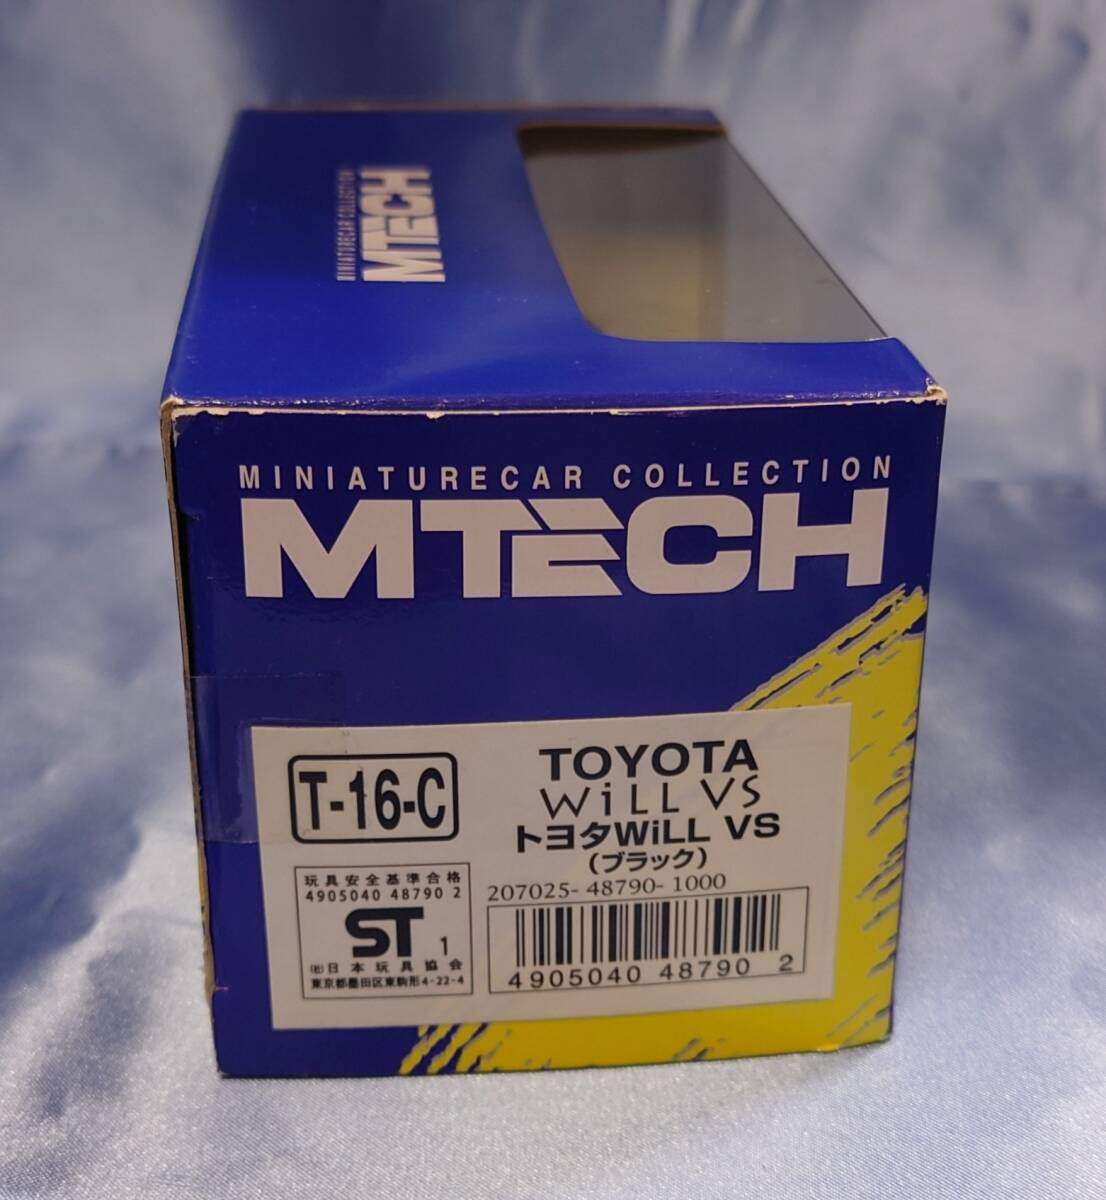 MINIATURECAR COLLECTION
MTECH
MINIATURECAR COLLECTION
MTECH
T-16-C
TOYOTA
WiLL VS
トヨタWiLL VS
(ブラック)
207025-48790-1000
4905040 48790 2
玩具安全基準合格
4905040 48790 2
ST 1
㈳日本玩具協会
東京都墨田区東駒形4-22-4